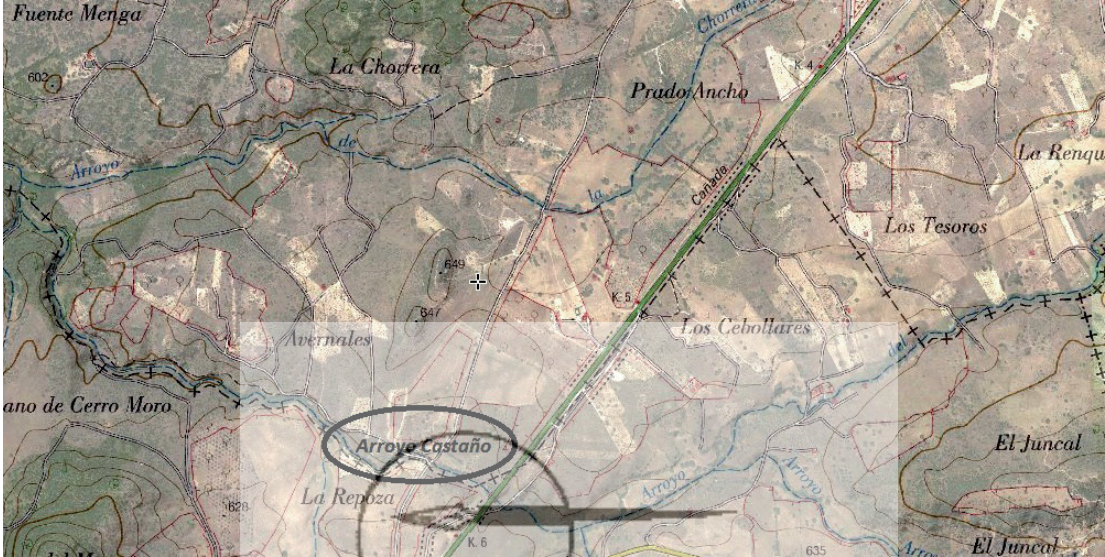 Fuente Menga
Chorrera
K. 4
La Chorrera
602
Prado Ancho
de
Arroyo
La Renqu
Cañada
la
Los Tesoros
649
K. 5
647
Los Cebollares
Avernales
del
ano de Cerro Moro
Arroyo Castaño
El Juncal
La Repoza
Arroyo
Arroyo
628
K. 6
635
Arro
El Juncal